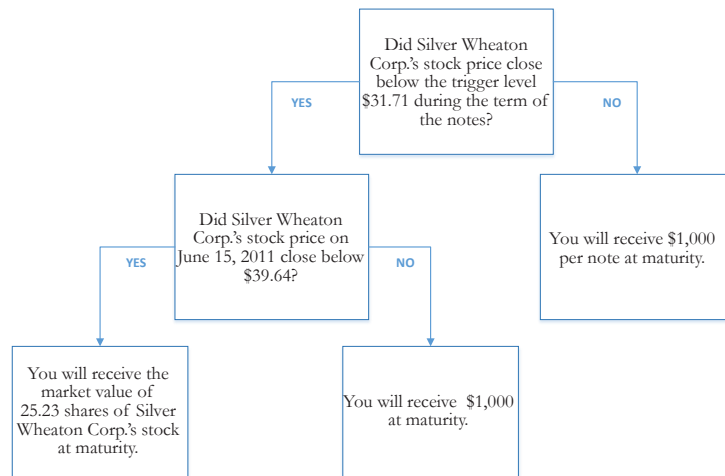 Did Silver Wheaton
Corp.'s stock price close
below the trigger level
$31.71 during the term of
the notes?
YES
NO
Did Silver Wheaton
Corp.'s stock price on
June 15, 2011 close below
$39.64?
You will receive $1,000
per note at maturity.
YES
NO
You will receive the
market value of
25.23 shares of Silver
Wheaton Corp.'s stock
at maturity.
You will receive $1,000
at maturity.